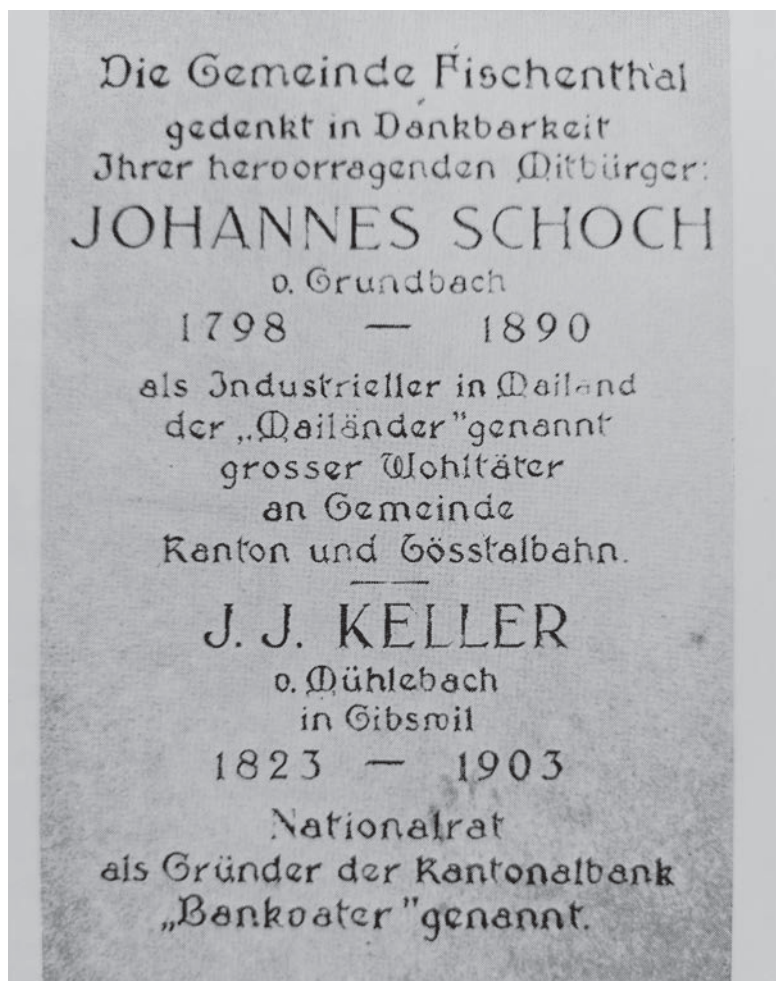 Die Gemeinde Fischenthal
gedenkt in Dankbarkeit
Ihrer hervorragenden Mitbürger:
JOHANNES SCHOCH
v. Grundbach
1798 — 1890
als Industrieller in Mailand
der „Mailänder" genannt
grosser Wohltäter
an Gemeinde
Kanton und Tösstalbahn.
J. J. KELLER
v. Mühlebach
in Gibswil
1823 — 1903
Nationalrat
als Gründer der Kantonalbank
„Bankvater" genannt.